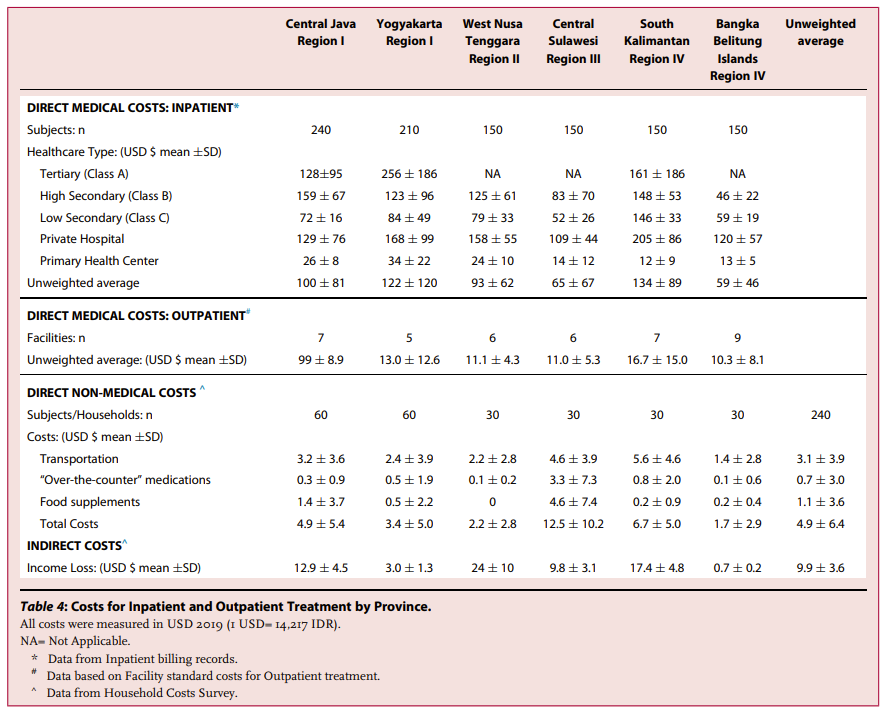 Central Java Region I Yogyakarta Region I West Nusa Tenggara Region II Central Sulawesi Region III South Kalimantan Region IV Bangka Belitung Islands Region IV Unweighted average
DIRECT MEDICAL COSTS: INPATIENT*
Subjects: n 240 210 150 150 150 150
Healthcare Type: (USD $ mean ±SD)
Tertiary (Class A) 128±95 256 ± 186 NA NA 161 ± 186 NA
High Secondary (Class B) 159 ± 67 123 ± 96 125 ± 61 83 ± 70 148 ± 53 46 ± 22
Low Secondary (Class C) 72 ± 16 84 ± 49 79 ± 33 52 ± 26 146 ± 33 59 ± 19
Private Hospital 129 ± 76 168 ± 99 158 ± 55 109 ± 44 205 ± 86 120 ± 57
Primary Health Center 26 ± 8 34 ± 22 24 ± 10 14 ± 12 12 ± 9 13 ± 5
Unweighted average 100 ± 81 122 ± 120 93 ± 62 65 ± 67 134 ± 89 59 ± 46
DIRECT MEDICAL COSTS: OUTPATIENT#
Facilities: n 7 5 6 6 7 9
Unweighted average: (USD $ mean ±SD) 99 ± 8.9 13.0 ± 12.6 11.1 ± 4.3 11.0 ± 5.3 16.7 ± 15.0 10.3 ± 8.1
DIRECT NON-MEDICAL COSTS ^
Subjects/Households: n 60 60 30 30 30 30 240
Costs: (USD $ mean ±SD)
Transportation 3.2 ± 3.6 2.4 ± 3.9 2.2 ± 2.8 4.6 ± 3.9 5.6 ± 4.6 1.4 ± 2.8 3.1 ± 3.9
“Over-the-counter” medications 0.3 ± 0.9 0.5 ± 1.9 0.1 ± 0.2 3.3 ± 7.3 0.8 ± 2.0 0.1 ± 0.6 0.7 ± 3.0
Food supplements 1.4 ± 3.7 0.5 ± 2.2 0 4.6 ± 7.4 0.2 ± 0.9 0.2 ± 0.4 1.1 ± 3.6
Total Costs 4.9 ± 5.4 3.4 ± 5.0 2.2 ± 2.8 12.5 ± 10.2 6.7 ± 5.0 1.7 ± 2.9 4.9 ± 6.4
INDIRECT COSTS^
Income Loss: (USD $ mean ±SD) 12.9 ± 4.5 3.0 ± 1.3 24 ± 10 9.8 ± 3.1 17.4 ± 4.8 0.7 ± 0.2 9.9 ± 3.6
Table 4: Costs for Inpatient and Outpatient Treatment by Province.
All costs were measured in USD 2019 (1 USD= 14,217 IDR).
NA= Not Applicable.
* Data from Inpatient billing records.
# Data based on Facility standard costs for Outpatient treatment.
^ Data from Household Costs Survey.